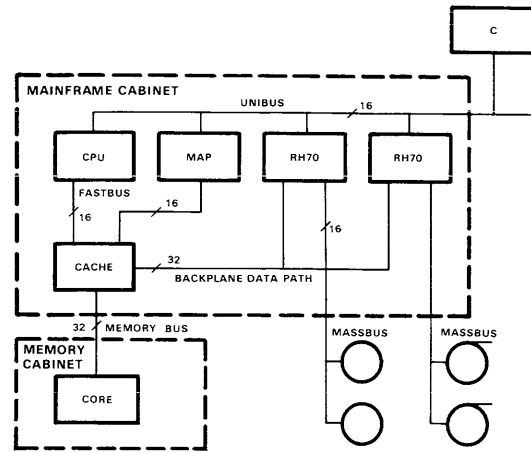 C
MAINFRAME CABINET
UNIBUS
16
CPU
MAP
RH70
RH70
FASTBUS
16
16
16
CACHE
32
BACKPLANE DATA PATH
32
MEMORY BUS
MASSBUS
MASSBUS
MEMORY
CABINET
CORE